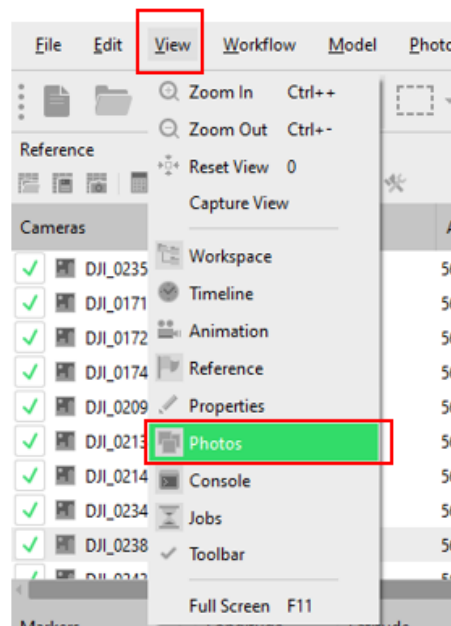 File Edit View Workflow Model Photo
Zoom In Ctrl++
Zoom Out Ctrl+-
Reference
Reset View 0
Capture View
Cameras
Workspace
DJI_0235
Timeline
DJI_0171
Animation
DJI_0172
Reference
DJI_0174
Properties
DJI_0209
Photos
DJI_0213
Console
DJI_0214
Jobs
DJI_0234
Toolbar
DJI_0238
Full Screen F11